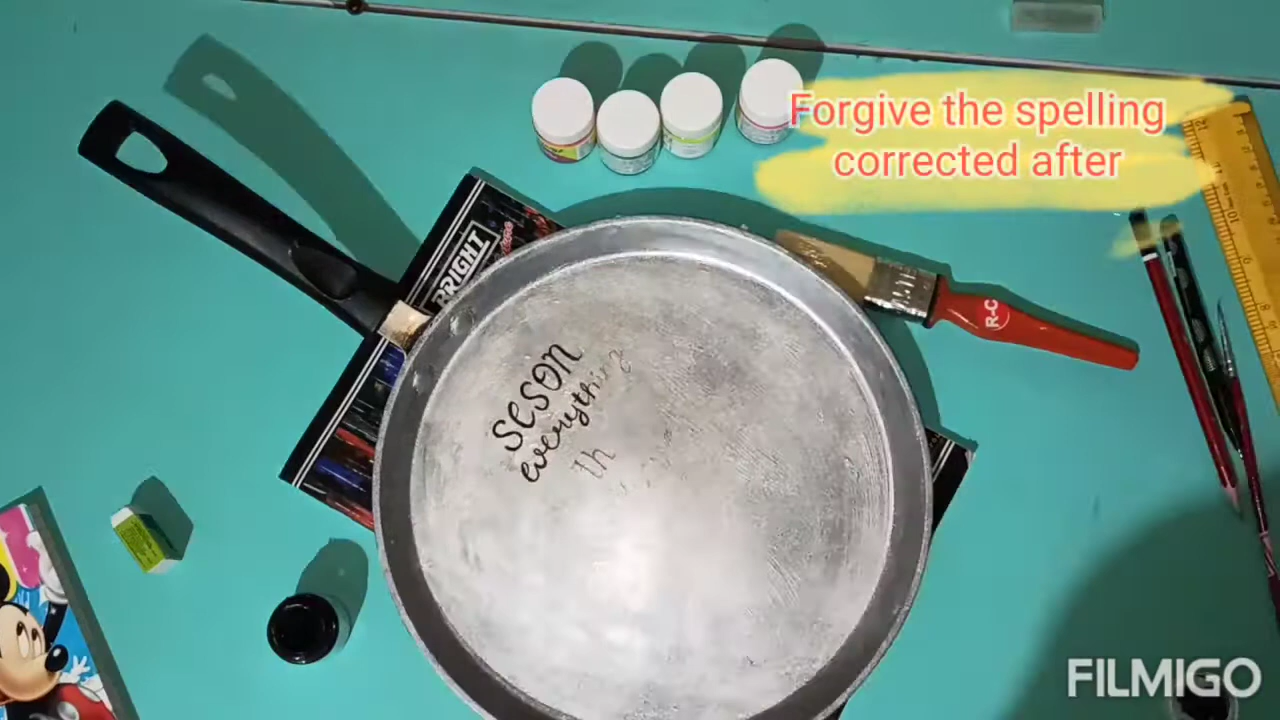 Forgive the spelling
corrected after
BRIGHT
R-C
seson
everything
th
FILMIGO